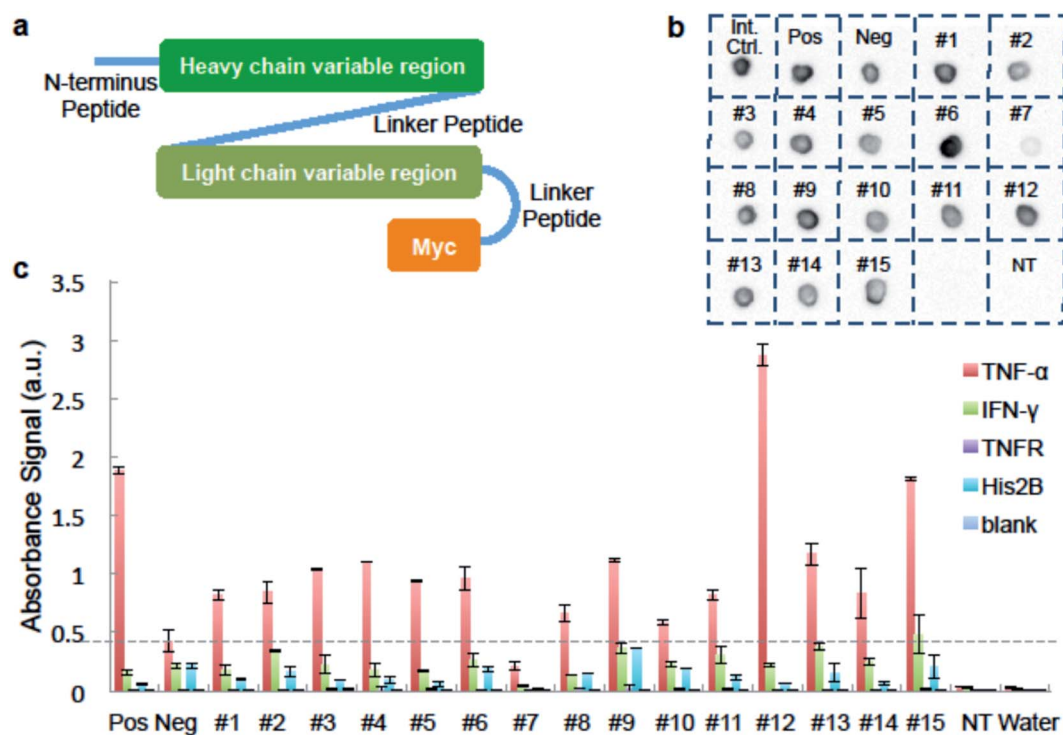 a
Heavy chain variable region
N-terminus
Peptide
Linker Peptide
Light chain variable region
Linker
Peptide
Myc
b
Int.
Ctrl.
Pos
Neg
#1
#2
#3
#4
#5
#6
#7
#8
#9
#10
#11
#12
#13
#14
#15
NT
c
Absorbance Signal (a.u.)
3.5
3
2.5
2
1.5
1
0.5
0
TNF-α
IFN-γ
TNFR
His2B
blank
Pos Neg #1 #2 #3 #4 #5 #6 #7 #8 #9 #10 #11 #12 #13 #14 #15 NT Water